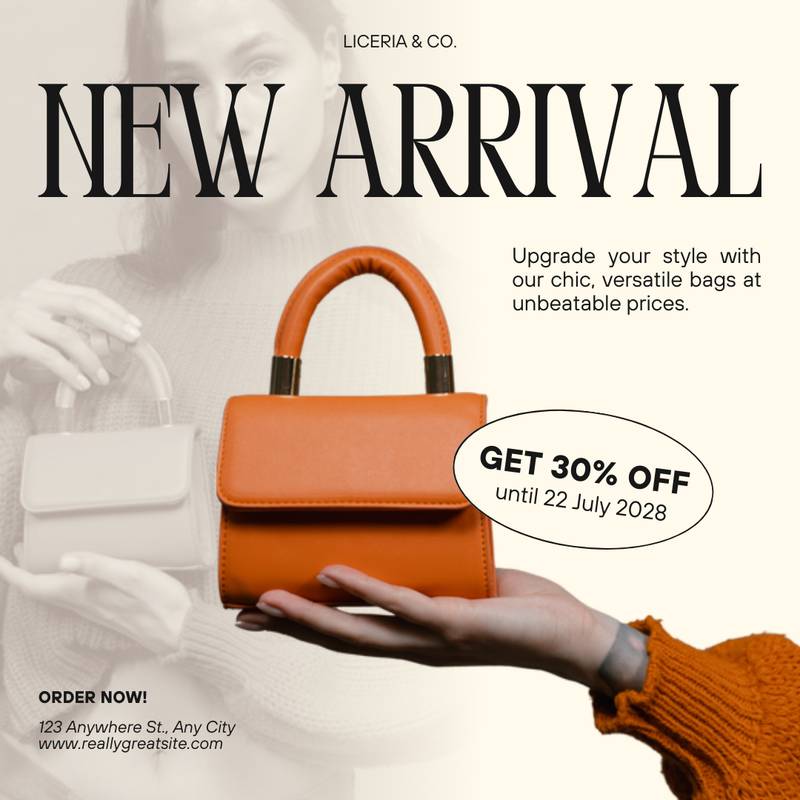 LICERIA & CO.
NEW ARRIVAL
Upgrade your style with
our chic, versatile bags at
unbeatable prices.
GET 30% OFF
until 22 July 2028
ORDER NOW!
123 Anywhere St., Any City
www.reallygreatsite.com